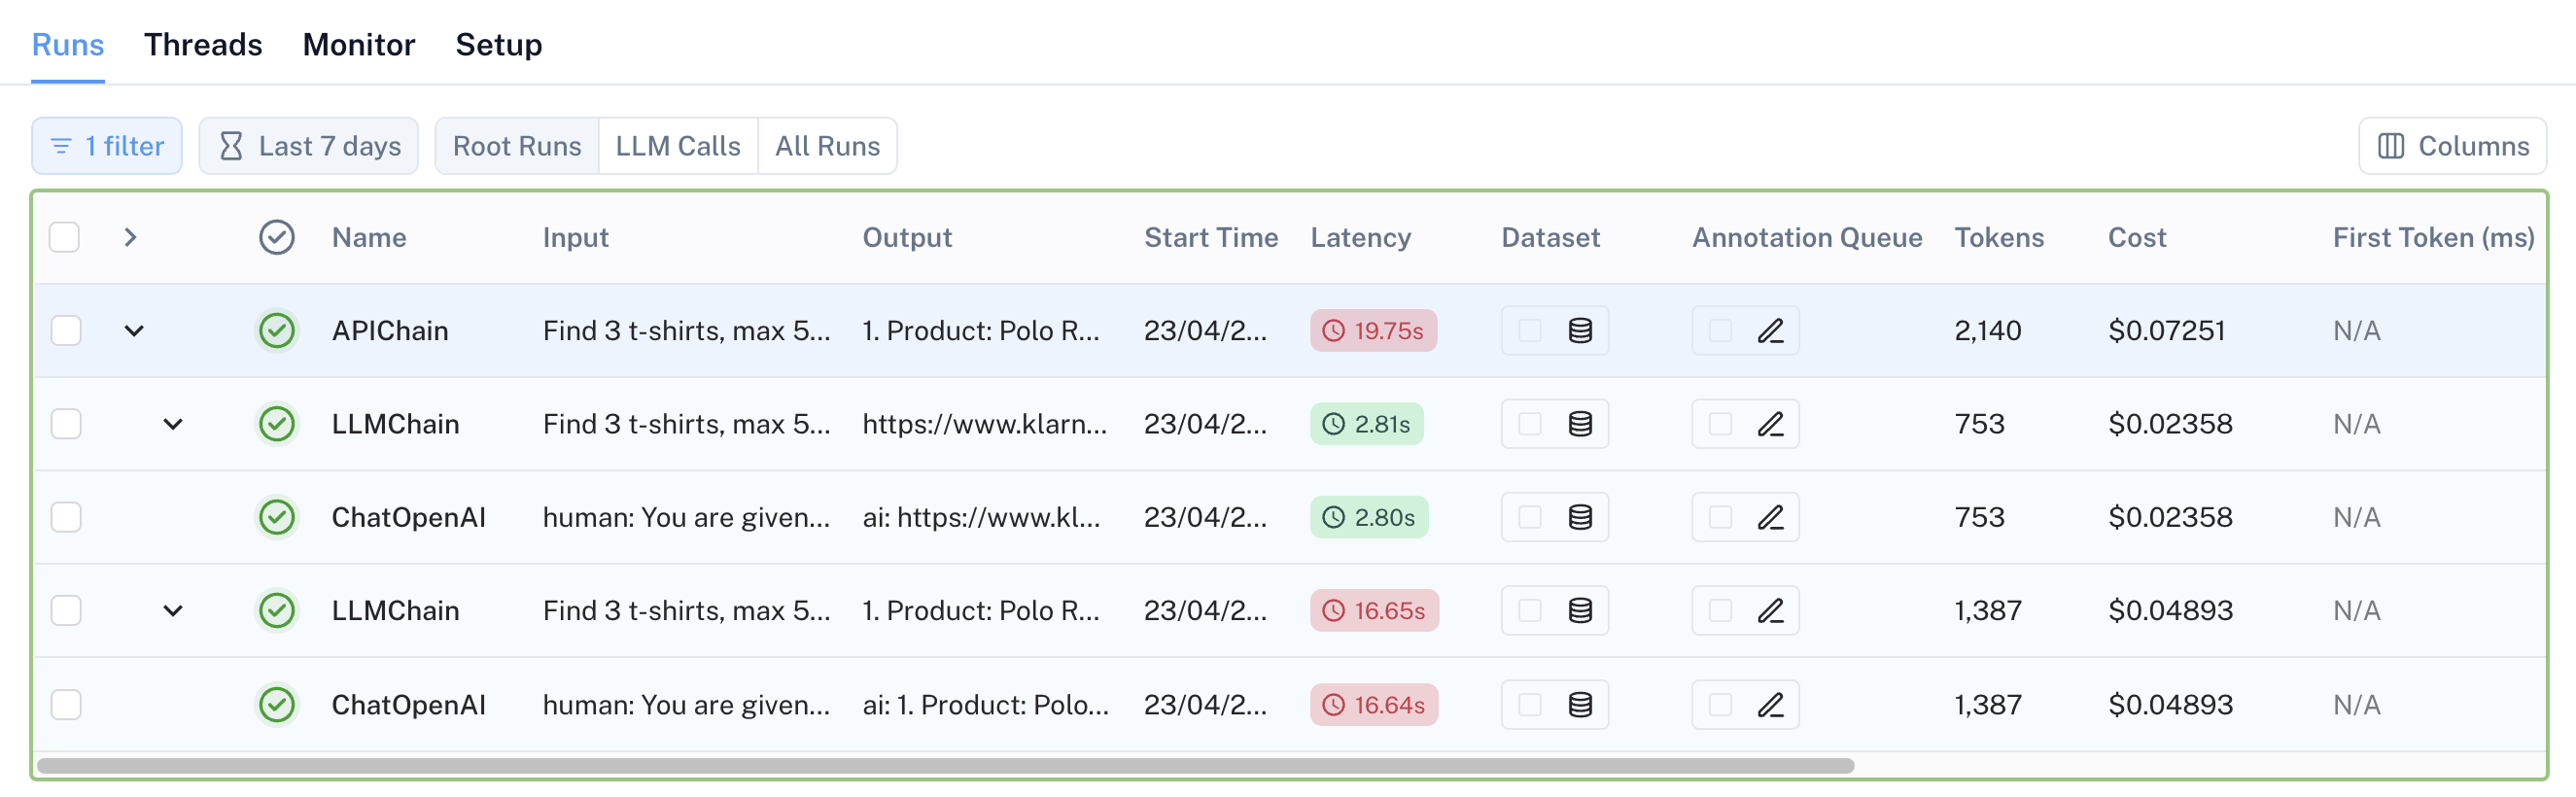 Runs Threads Monitor Setup
1 filter Last 7 days Root Runs LLM Calls All Runs Columns
Name Input Output Start Time Latency Dataset Annotation Queue Tokens Cost First Token (ms)
APIChain Find 3 t-shirts, max 5... 1. Product: Polo R... 23/04/2... 19.75s 2,140 $0.07251 N/A
LLMChain Find 3 t-shirts, max 5... https://www.klarn... 23/04/2... 2.81s 753 $0.02358 N/A
ChatOpenAI human: You are given... ai: https://www.kl... 23/04/2... 2.80s 753 $0.02358 N/A
LLMChain Find 3 t-shirts, max 5... 1. Product: Polo R... 23/04/2... 16.65s 1,387 $0.04893 N/A
ChatOpenAI human: You are given... ai: 1. Product: Polo... 23/04/2... 16.64s 1,387 $0.04893 N/A